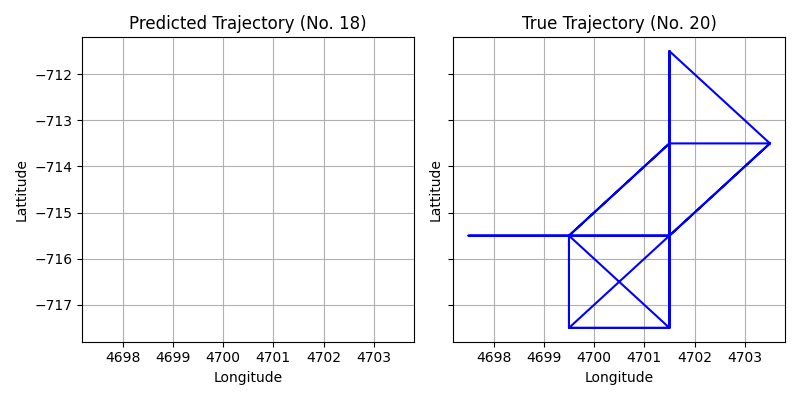 Predicted Trajectory (No. 18)
True Trajectory (No. 20)
Lattitude
−712
−713
−714
−715
−716
−717
4698 4699 4700 4701 4702 4703
Longitude
Lattitude
4698 4699 4700 4701 4702 4703
Longitude